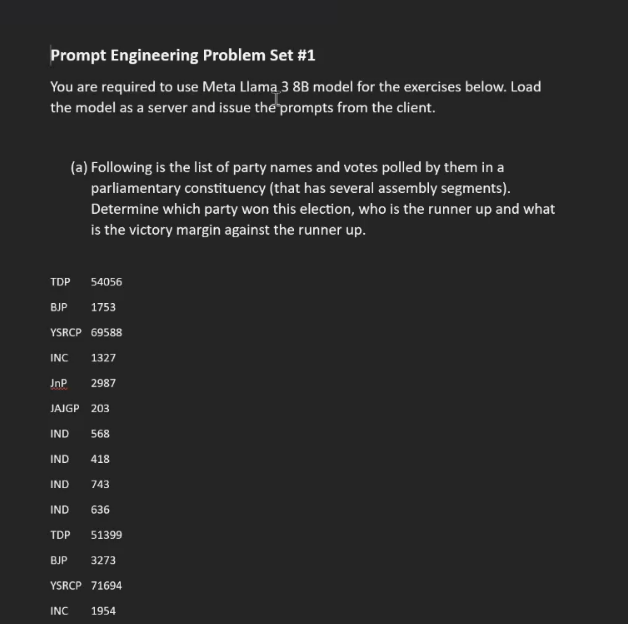 Prompt Engineering Problem Set #1
You are required to use Meta Llama 3 8B model for the exercises below. Load
the model as a server and issue the prompts from the client.
(a) Following is the list of party names and votes polled by them in a
parliamentary constituency (that has several assembly segments).
Determine which party won this election, who is the runner up and what
is the victory margin against the runner up.
TDP 54056
BJP 1753
YSRCP 69588
INC 1327
JnP 2987
JAJGP 203
IND 568
IND 418
IND 743
IND 636
TDP 51399
BJP 3273
YSRCP 71694
INC 1954